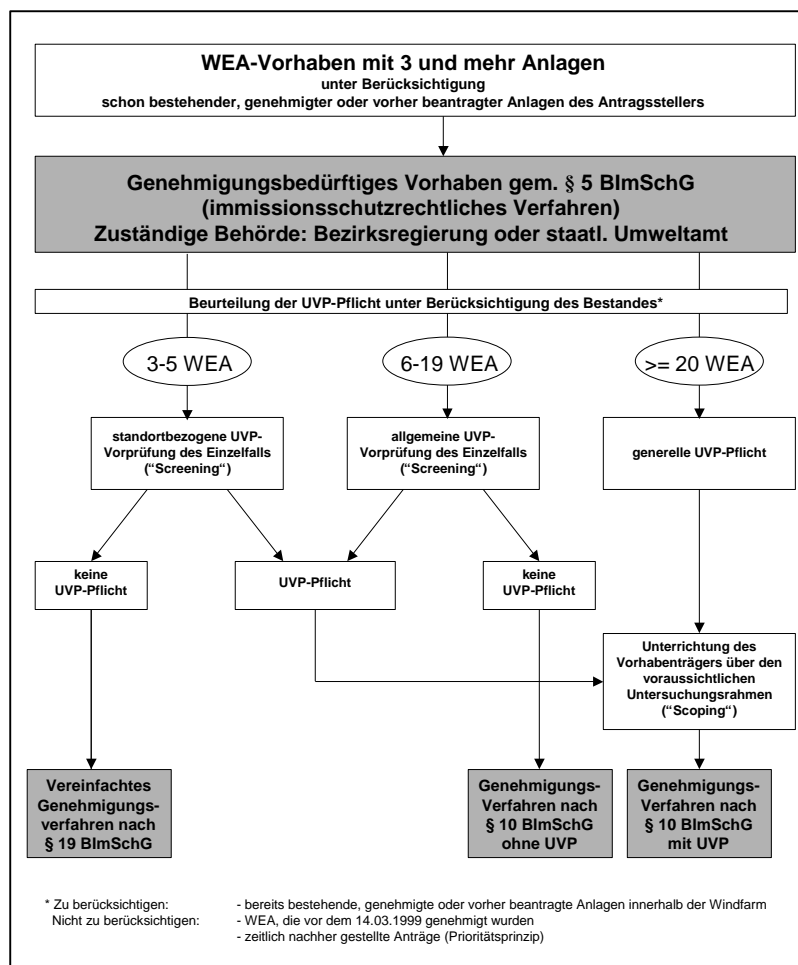 WEA-Vorhaben mit 3 und mehr Anlagen
unter Berücksichtigung
schon bestehender, genehmigter oder vorher beantragter Anlagen des Antragsstellers
Genehmigungsbedürftiges Vorhaben gem. § 5 BImSchG
(immissionsschutzrechtliches Verfahren)
Zuständige Behörde: Bezirksregierung oder staatl. Umweltamt
Beurteilung der UVP-Pflicht unter Berücksichtigung des Bestandes*
3-5 WEA
6-19 WEA
>= 20 WEA
standortbezogene UVP-
Vorprüfung des Einzelfalls
(“Screening“)
allgemeine UVP-
Vorprüfung des Einzelfalls
(“Screening“)
generelle UVP-Pflicht
keine
UVP-Pflicht
UVP-Pflicht
keine
UVP-Pflicht
Unterrichtung des
Vorhabenträgers über den
voraussichtlichen
Untersuchungsrahmen
(“Scoping“)
Vereinfachtes
Genehmigungs-
verfahren nach
§ 19 BImSchG
Genehmigungs-
Verfahren nach
§ 10 BImSchG
ohne UVP
Genehmigungs-
Verfahren nach
§ 10 BImSchG
mit UVP
* Zu berücksichtigen: - bereits bestehende, genehmigte oder vorher beantragte Anlagen innerhalb der Windfarm
Nicht zu berücksichtigen: - WEA, die vor dem 14.03.1999 genehmigt wurden
- zeitlich nachher gestellte Anträge (Prioritätsprinzip)